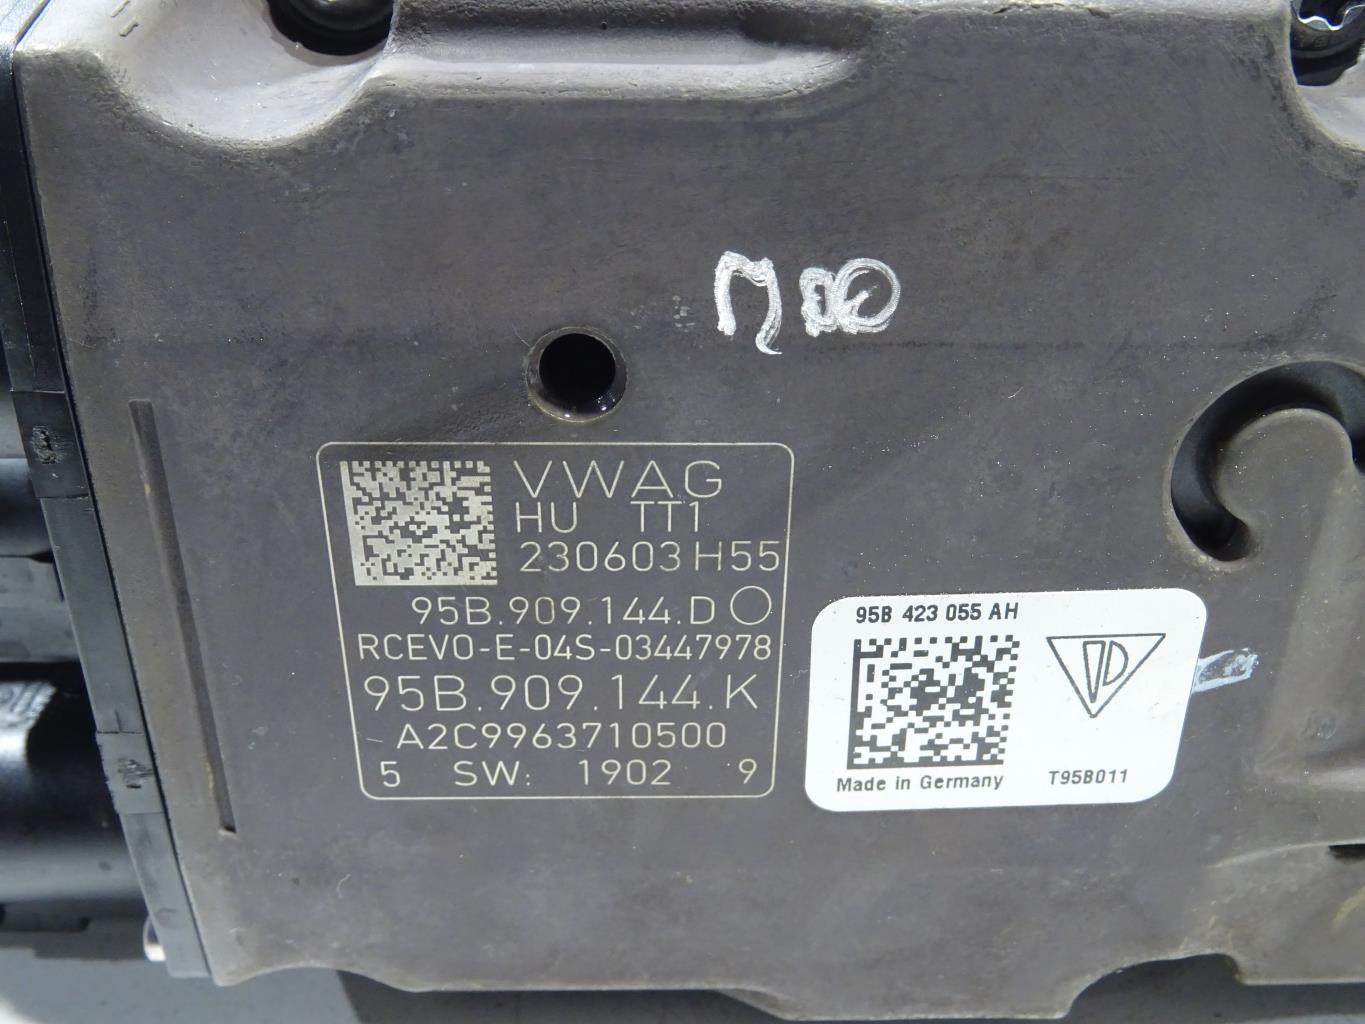 VWAG
HU TT1
230603 H55
95B.909.144.D
RCEVO-E-04S-03447978
95B.909.144.K
A2C9963710500
5 SW: 1902 9
95B 423 055 AH
Made in Germany
T95B011